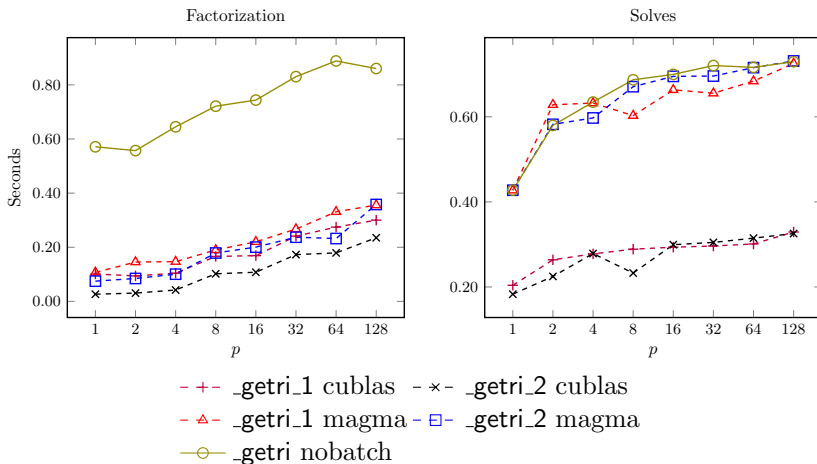 Factorization
Solves
Seconds
0.80
0.60
0.40
0.20
0.00
1 2 4 8 16 32 64 128
p
0.60
0.40
0.20
1 2 4 8 16 32 64 128
p
_getri_1 cublas
_getri_2 cublas
_getri_1 magma
_getri_2 magma
_getri nobatch